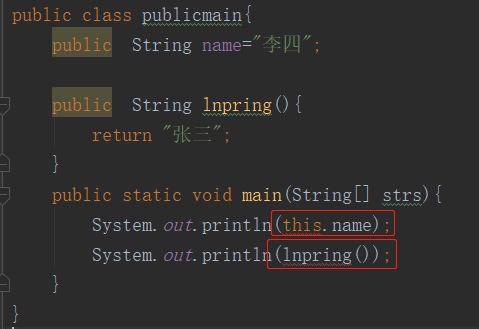 public class publicmain{
public  String name="李四";
public  String lnpring(){
return "张三";
}
public static void main(String[] strs){
System.out.println(this.name);
System.out.println(lnpring());
}
}